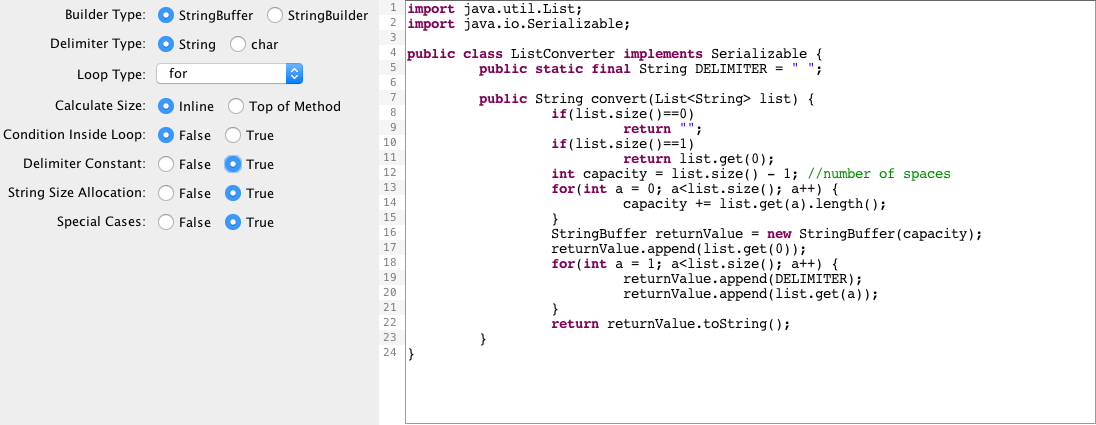 Builder Type: StringBuffer StringBuilder
Delimiter Type: String char
Loop Type: for
Calculate Size: Inline Top of Method
Condition Inside Loop: False True
Delimiter Constant: False True
String Size Allocation: False True
Special Cases: False True
1 import java.util.List;
2 import java.io.Serializable;
3
4 public class ListConverter implements Serializable {
5 public static final String DELIMITER = " ";
6
7 public String convert(List<String> list) {
8 if(list.size()==0)
9 return "";
10 if(list.size()==1)
11 return list.get(0);
12 int capacity = list.size() - 1; //number of spaces
13 for(int a = 0; a<list.size(); a++) {
14 capacity += list.get(a).length();
15 }
16 StringBuffer returnValue = new StringBuffer(capacity);
17 returnValue.append(list.get(0));
18 for(int a = 1; a<list.size(); a++) {
19 returnValue.append(DELIMITER);
20 returnValue.append(list.get(a));
21 }
22 return returnValue.toString();
23 }
24 }